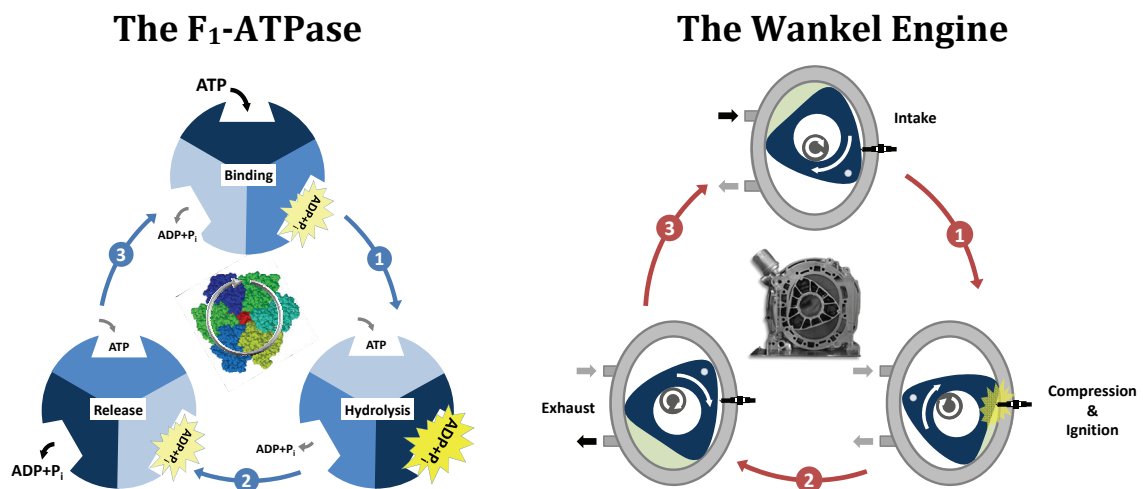 The F₁-ATPase
ATP
Binding
ADP+Pᵢ
ADP+Pᵢ
3
1
ATP
Release
ADP+Pᵢ
ADP+Pᵢ
2
ATP
Hydrolysis
ADP+Pᵢ
ADP+Pᵢ
The Wankel Engine
Intake
3
1
Exhaust
2
Compression
&
Ignition